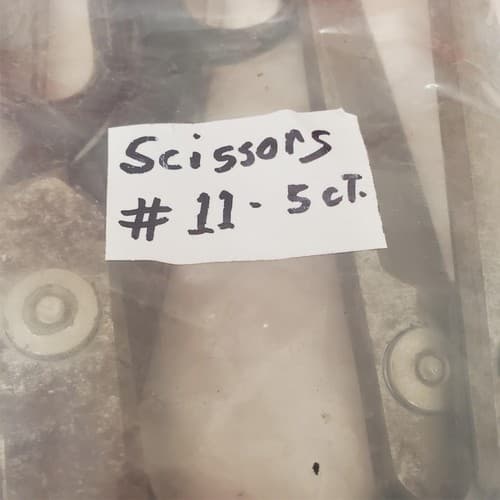 Scissors
# 11 - 5 cT.